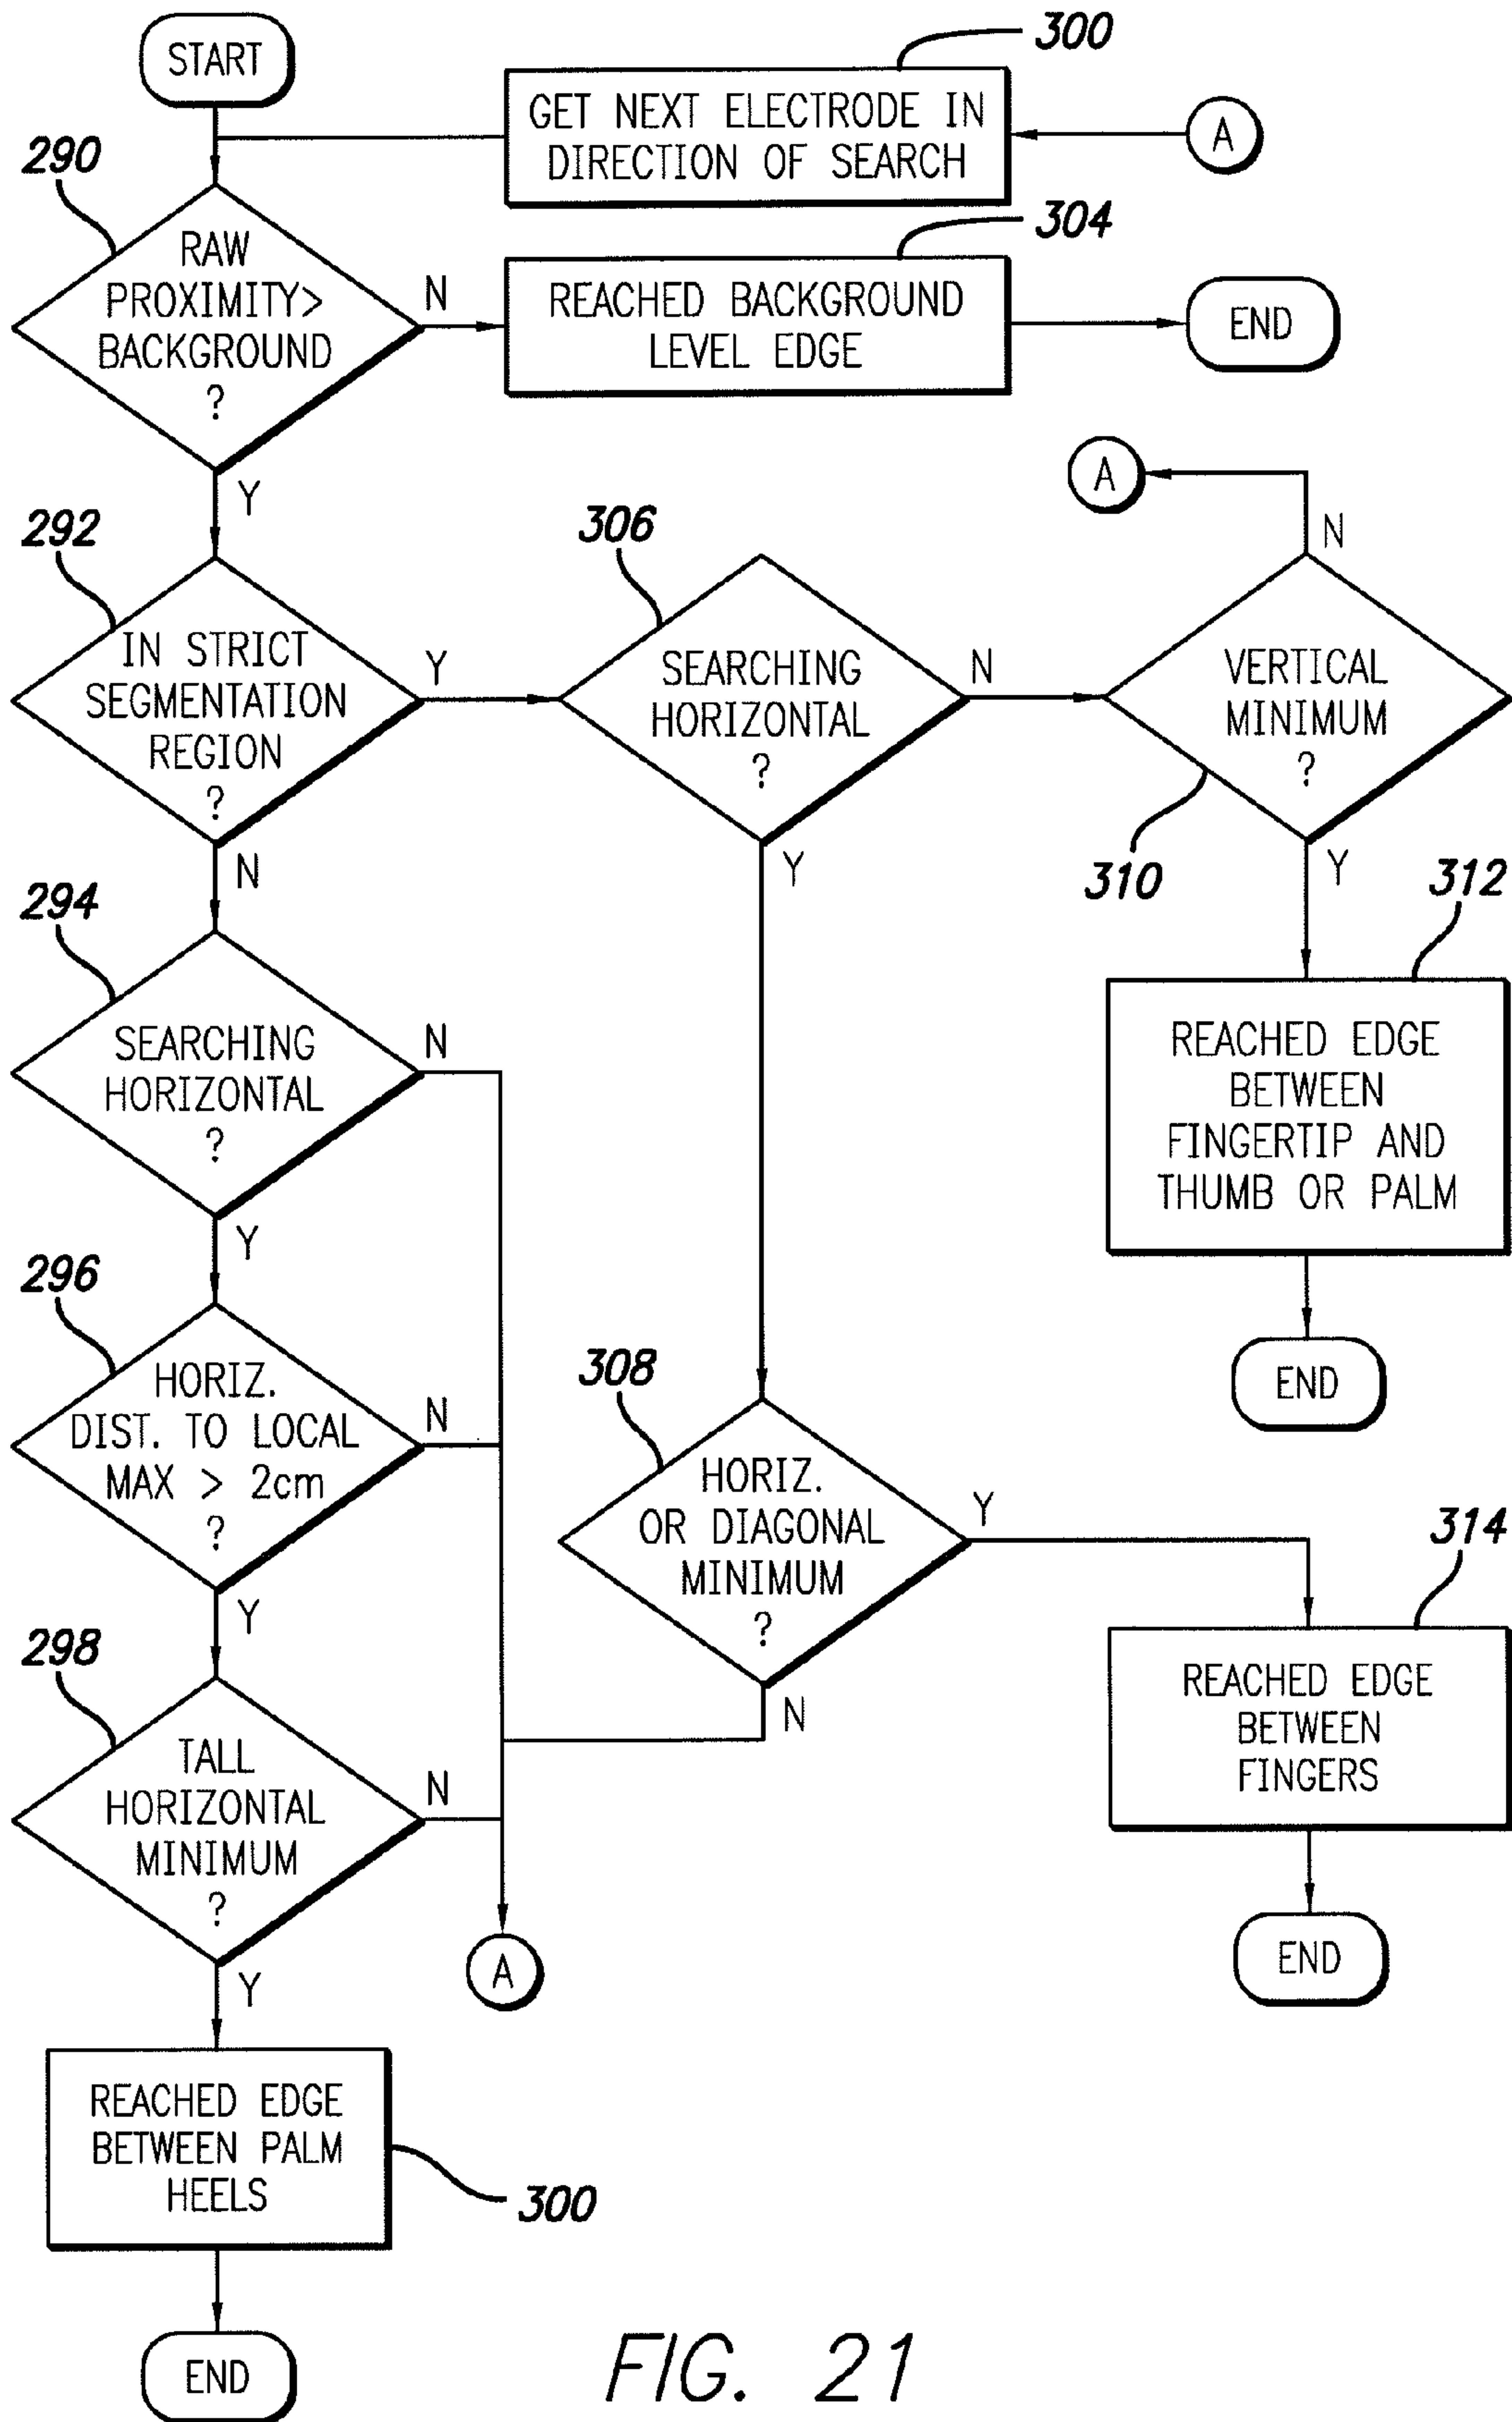 START
300
GET NEXT ELECTRODE IN
DIRECTION OF SEARCH
A
290
RAW
PROXIMITY>
BACKGROUND
?
N
304
REACHED BACKGROUND
LEVEL EDGE
END
Y
A
N
292
IN STRICT
SEGMENTATION
REGION
?
Y
306
SEARCHING
HORIZONTAL
?
N
VERTICAL
MINIMUM
?
310
N
Y
Y
312
REACHED EDGE
BETWEEN
FINGERTIP AND
THUMB OR PALM
END
294
SEARCHING
HORIZONTAL
?
N
Y
296
HORIZ.
DIST. TO LOCAL
MAX > 2cm
?
N
Y
308
HORIZ.
OR DIAGONAL
MINIMUM
?
Y
N
314
REACHED EDGE
BETWEEN
FINGERS
END
298
TALL
HORIZONTAL
MINIMUM
?
N
A
Y
REACHED EDGE
BETWEEN PALM
HEELS
300
END
FIG. 21